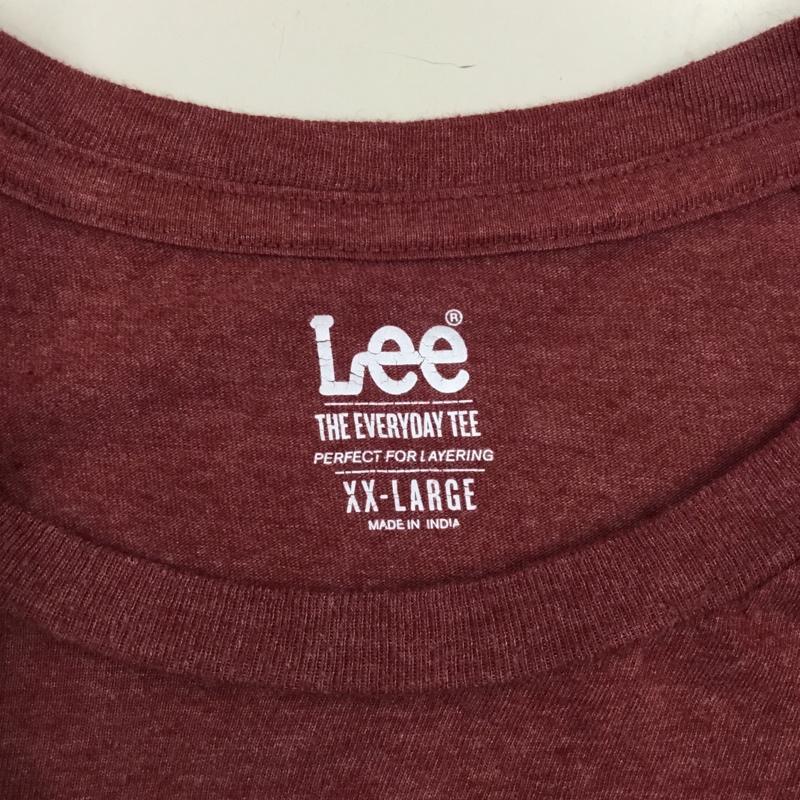 Lee®
THE EVERYDAY TEE
PERFECT FOR LAYERING
XX-LARGE
MADE IN INDIA